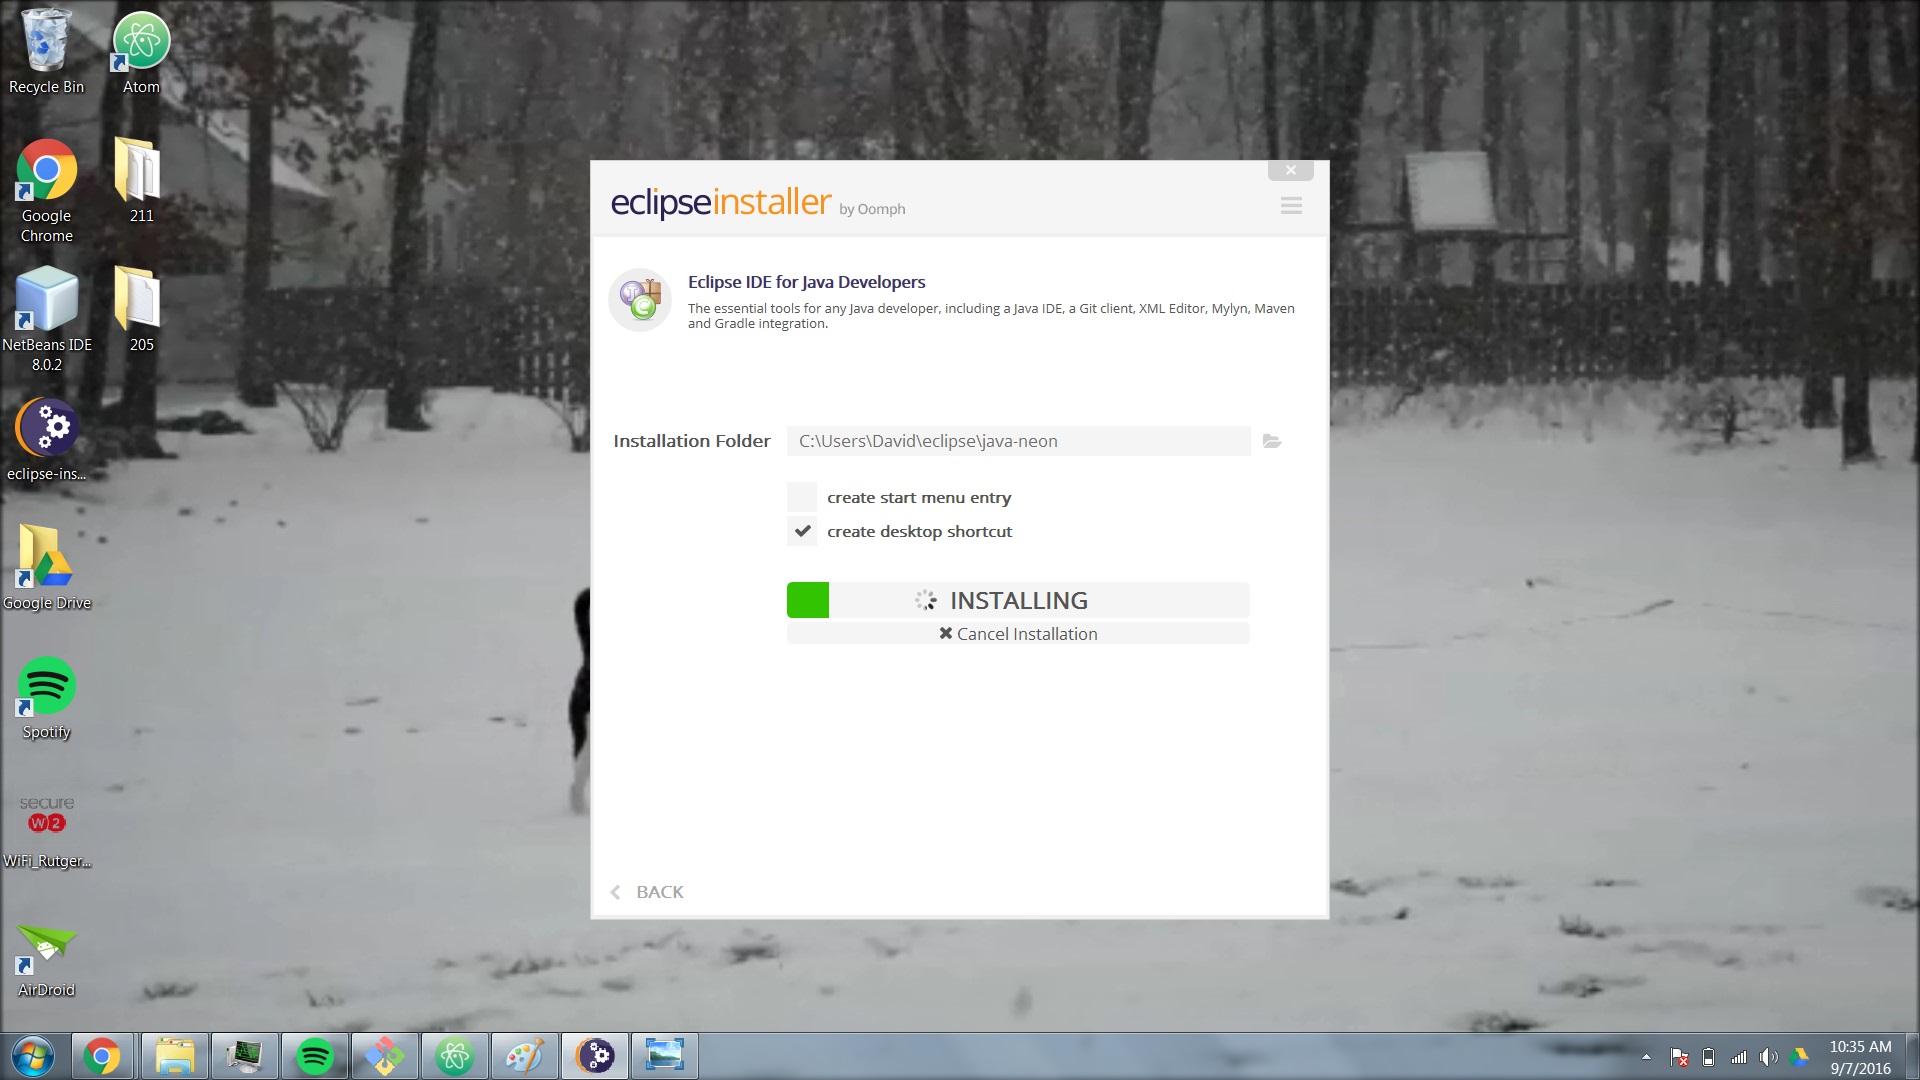 Recycle Bin
Atom
Google
Chrome
211
NetBeans IDE
8.0.2
205
eclipse-ins...
Google Drive
Spotify
secure
W2
WiFi_Rutger...
AirDroid
eclipseinstaller by Oomph
Eclipse IDE for Java Developers
The essential tools for any Java developer, including a Java IDE, a Git client, XML Editor, Mylyn, Maven
and Gradle integration.
Installation Folder C:\Users\David\eclipse\java-neon
create start menu entry
create desktop shortcut
INSTALLING
Cancel Installation
BACK
10:35 AM
9/7/2016